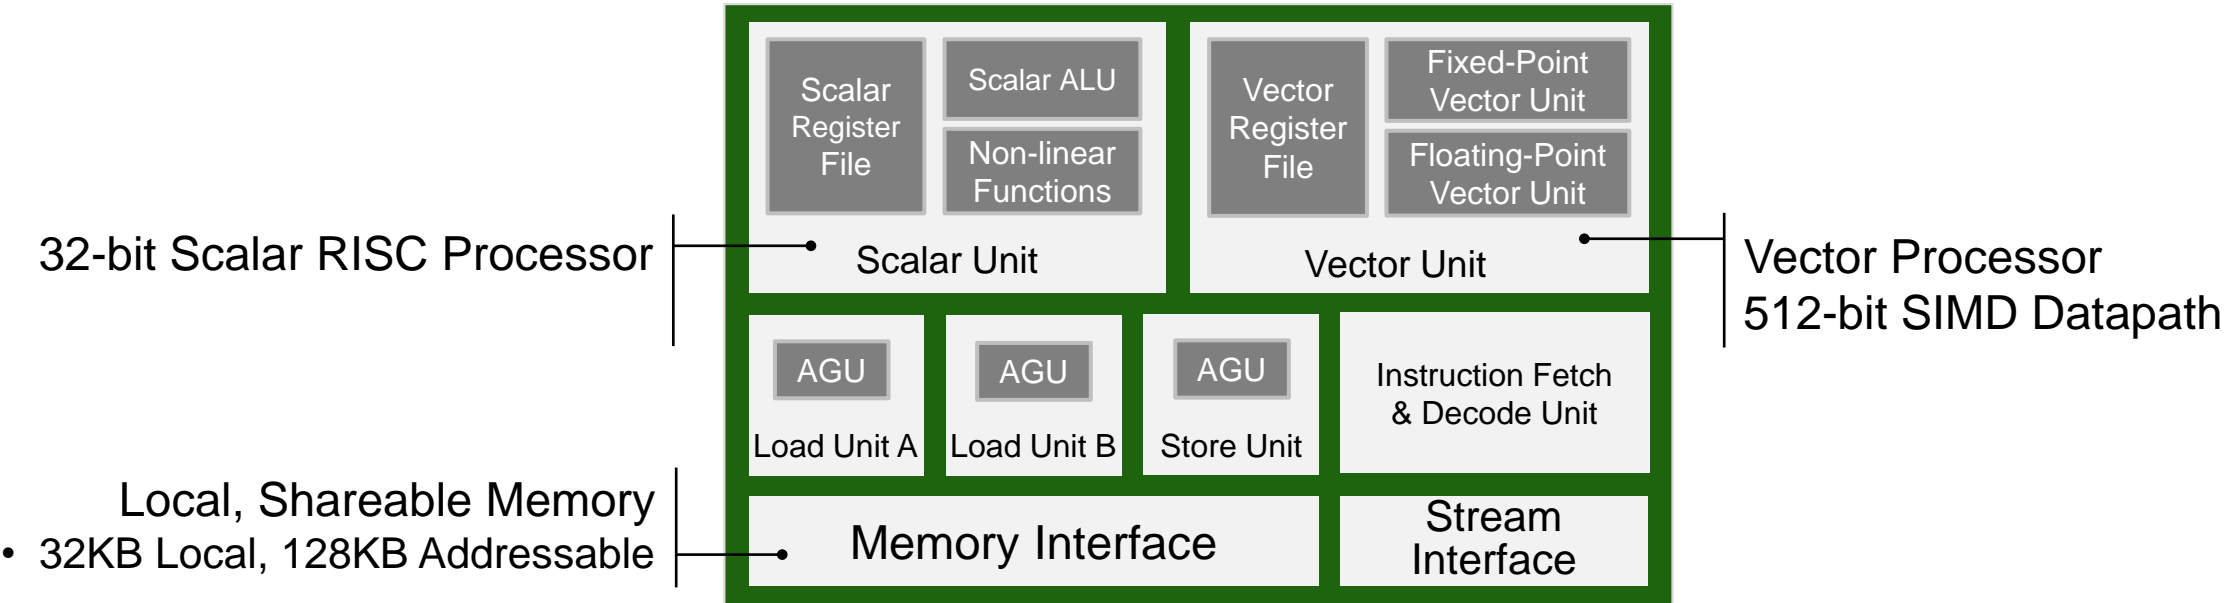 Scalar
Register
File
Scalar ALU
Non-linear
Functions
Scalar Unit
Vector
Register
File
Fixed-Point
Vector Unit
Floating-Point
Vector Unit
Vector Unit
32-bit Scalar RISC Processor
Vector Processor
512-bit SIMD Datapath
AGU
Load Unit A
AGU
Load Unit B
AGU
Store Unit
Instruction Fetch
& Decode Unit
Local, Shareable Memory
• 32KB Local, 128KB Addressable
Memory Interface
Stream
Interface